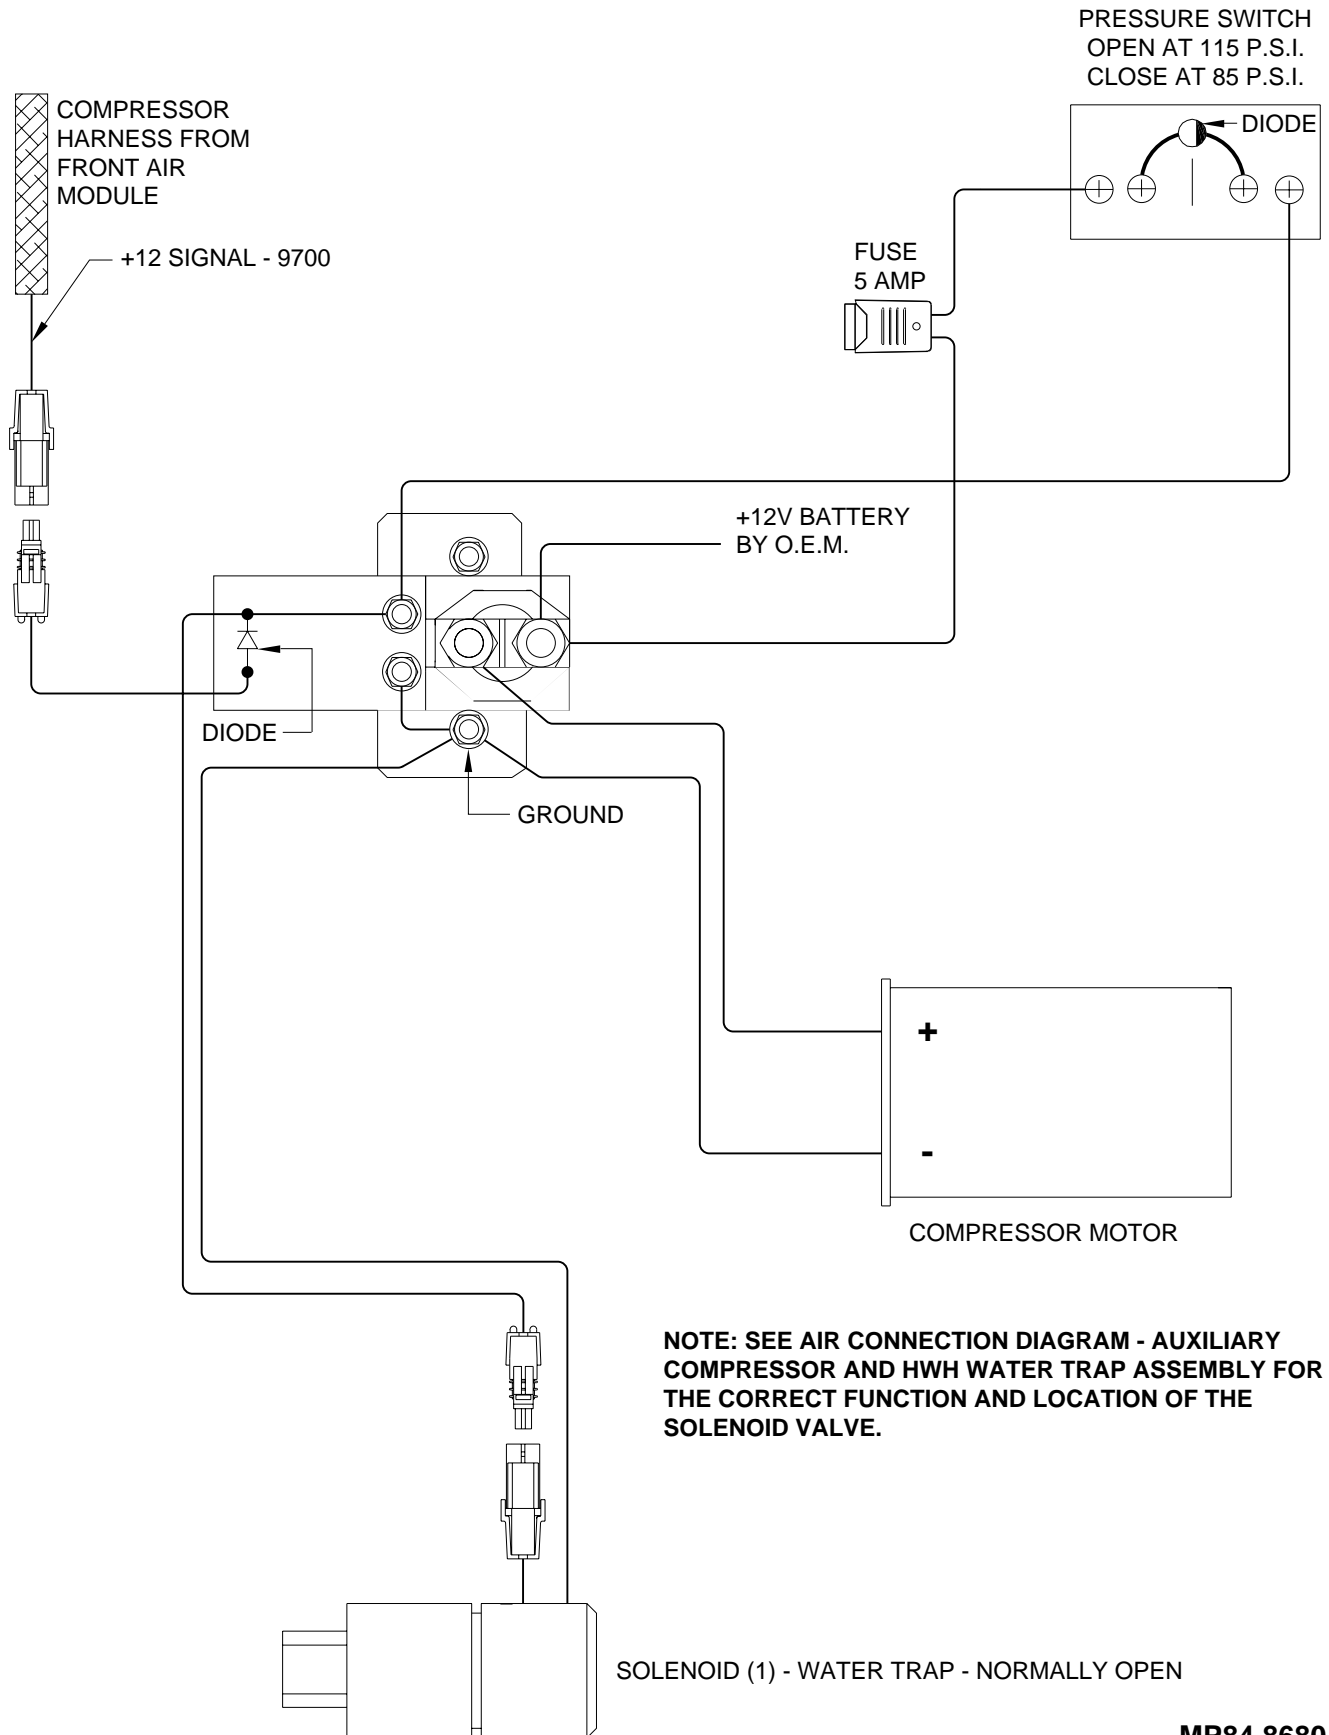 PRESSURE SWITCH
OPEN AT 115 P.S.I.
CLOSE AT 85 P.S.I.
DIODE
COMPRESSOR
HARNESS FROM
FRONT AIR
MODULE
+12 SIGNAL - 9700
FUSE
5 AMP
+12V BATTERY
BY O.E.M.
DIODE
GROUND
+
-
COMPRESSOR MOTOR
NOTE: SEE AIR CONNECTION DIAGRAM - AUXILIARY
COMPRESSOR AND HWH WATER TRAP ASSEMBLY FOR
THE CORRECT FUNCTION AND LOCATION OF THE
SOLENOID VALVE.
SOLENOID (1) - WATER TRAP - NORMALLY OPEN
MP84-8680